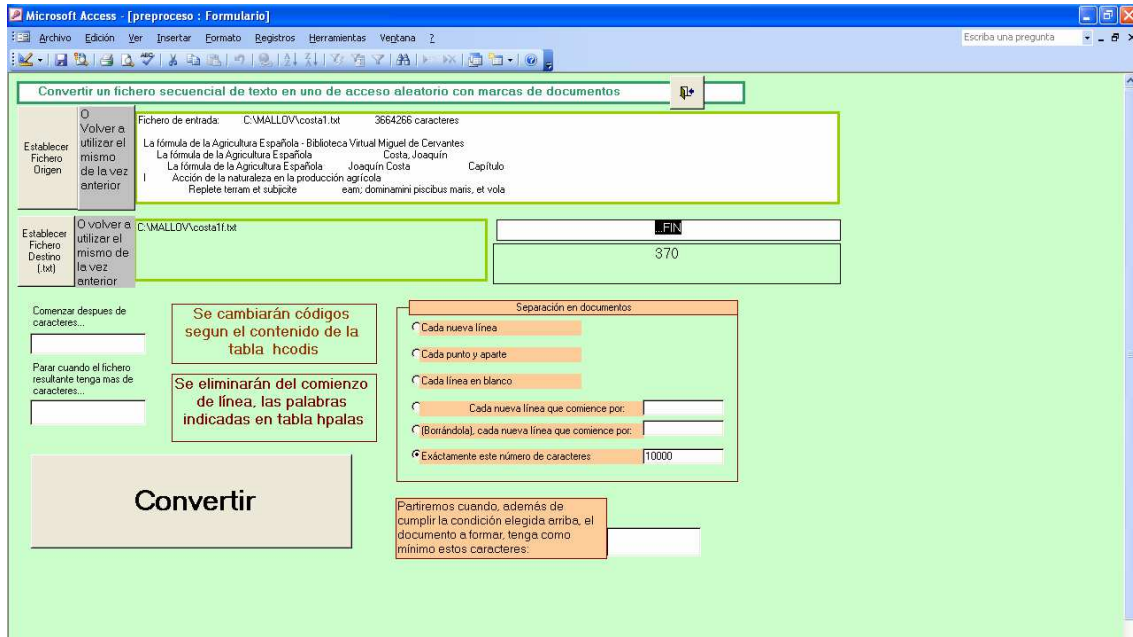 Microsoft Access - [preproceso : Formulario]
Archivo Edición Ver Insertar Formato Registros Herramientas Ventana ?
Escriba una pregunta
Convertir un fichero secuencial de texto en uno de acceso aleatorio con marcas de documentos
Establecer
Fichero
Origen
O
Volver a
utilizar el
mismo
de la vez
anterior
Fichero de entrada: C:\MALLOV\costa1.txt 3664266 caracteres
La fórmula de la Agricultura Española - Biblioteca Virtual Miguel de Cervantes
La fórmula de la Agricultura Española Costa, Joaquín
La fórmula de la Agricultura Española Joaquín Costa Capítulo
I Acción de la naturaleza en la producción agrícola
Replete terram et subjicite eam; dominamini piscibus maris, et vola
Establecer
Fichero
Destino
(.txt)
O volver a
utilizar el
mismo de
la vez
anterior
C:\MALLOV\costa1f.txt
...FIN
370
Comenzar despues de
caracteres...
Parar cuando el fichero
resultante tenga mas de
caracteres...
Se cambiarán códigos
segun el contenido de la
tabla hcodis
Se eliminarán del comienzo
de línea, las palabras
indicadas en tabla hpalas
Separación en documentos
Cada nueva línea
Cada punto y aparte
Cada línea en blanco
Cada nueva línea que comience por:
(Borrándola), cada nueva línea que comience por:
Exáctamente este número de caracteres 10000
Convertir
Partiremos cuando, además de
cumplir la condición elegida arriba, el
documento a formar, tenga como
mínimo estos caracteres: